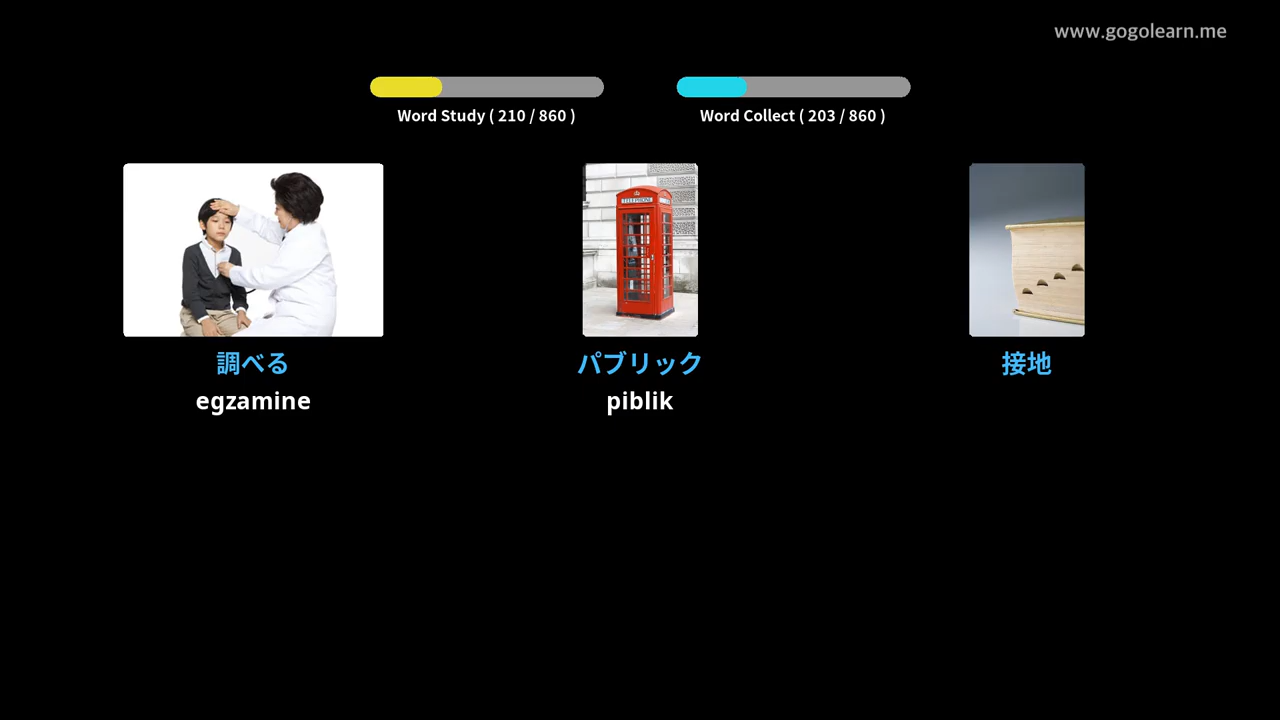 www.gogolearn.me
Word Study ( 210 / 860 )
Word Collect ( 203 / 860 )
TELEPHONE
調べる
パブリック
接地
egzamine
piblik